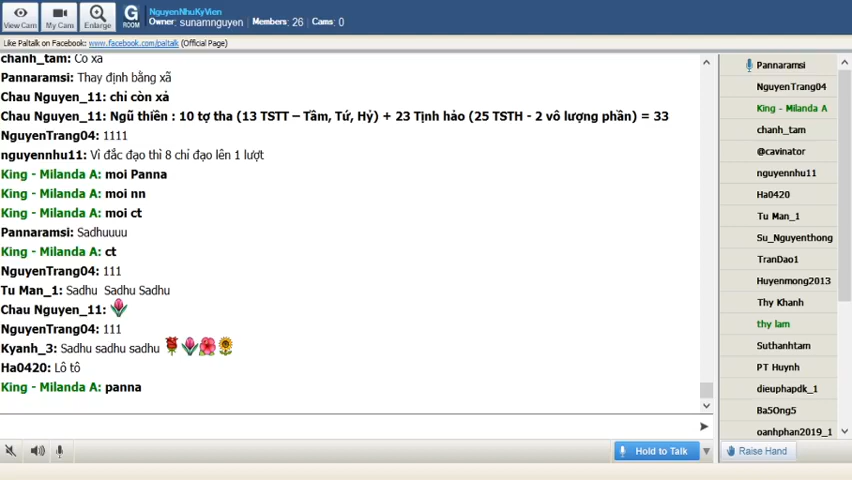 View Cam
My Cam
Enlarge
G
ROOM
NguyenNhuKyVien
Owner: sunamnguyen Members: 26 Cams: 0
Like Paltalk on Facebook: www.facebook.com/paltalk (Official Page)
chanh_tam: Co xa
Pannaramsi: Thay định bằng xã
Chau Nguyen_11: chỉ còn xả
Chau Nguyen_11: Ngũ thiền : 10 tợ tha (13 TSTT – Tầm, Tứ, Hỷ) + 23 Tịnh hảo (25 TSTH - 2 vô lượng phần) = 33
NguyenTrang04: 1111
nguyennhu11: Vì đắc đạo thì 8 chi đạo lên 1 lượt
King - Milanda A: moi Panna
King - Milanda A: moi nn
King - Milanda A: moi ct
Pannaramsi: Sadhuuuu
King - Milanda A: ct
NguyenTrang04: 111
Tu Man_1: Sadhu Sadhu Sadhu
Chau Nguyen_11:
NguyenTrang04: 111
Kyanh_3: Sadhu sadhu sadhu
Ha0420: Lô tô
King - Milanda A: panna
Hold to Talk
Pannaramsi
NguyenTrang04
King - Milanda A
chanh_tam
@cavinator
nguyennhu11
Ha0420
Tu Man_1
Su_Nguyenthong
TranDao1
Huyenmong2013
Thy Khanh
thy lam
Suthanhtam
PT Huynh
dieuphapdk_1
Ba5Ong5
oanhphan2019_1
Raise Hand